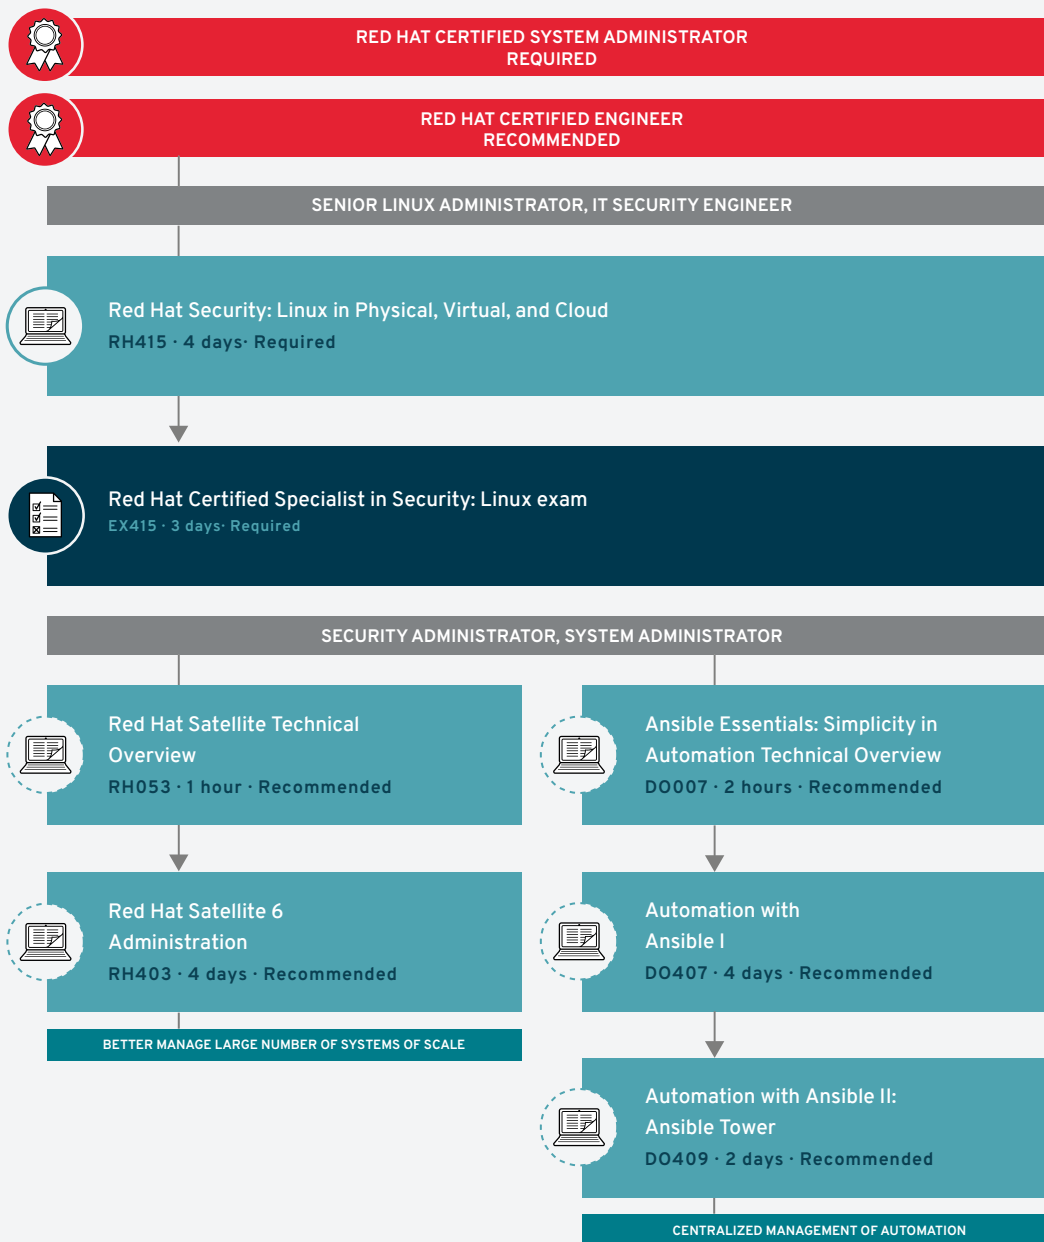 RED HAT CERTIFIED SYSTEM ADMINISTRATOR
REQUIRED
RED HAT CERTIFIED ENGINEER
RECOMMENDED
SENIOR LINUX ADMINISTRATOR, IT SECURITY ENGINEER
Red Hat Security: Linux in Physical, Virtual, and Cloud
RH415 · 4 days· Required
Red Hat Certified Specialist in Security: Linux exam
EX415 · 3 days· Required
SECURITY ADMINISTRATOR, SYSTEM ADMINISTRATOR
Red Hat Satellite Technical
Overview
RH053 · 1 hour · Recommended
Red Hat Satellite 6
Administration
RH403 · 4 days · Recommended
BETTER MANAGE LARGE NUMBER OF SYSTEMS OF SCALE
Ansible Essentials: Simplicity in
Automation Technical Overview
DO007 · 2 hours · Recommended
Automation with
Ansible I
DO407 · 4 days · Recommended
Automation with Ansible II:
Ansible Tower
DO409 · 2 days · Recommended
CENTRALIZED MANAGEMENT OF AUTOMATION